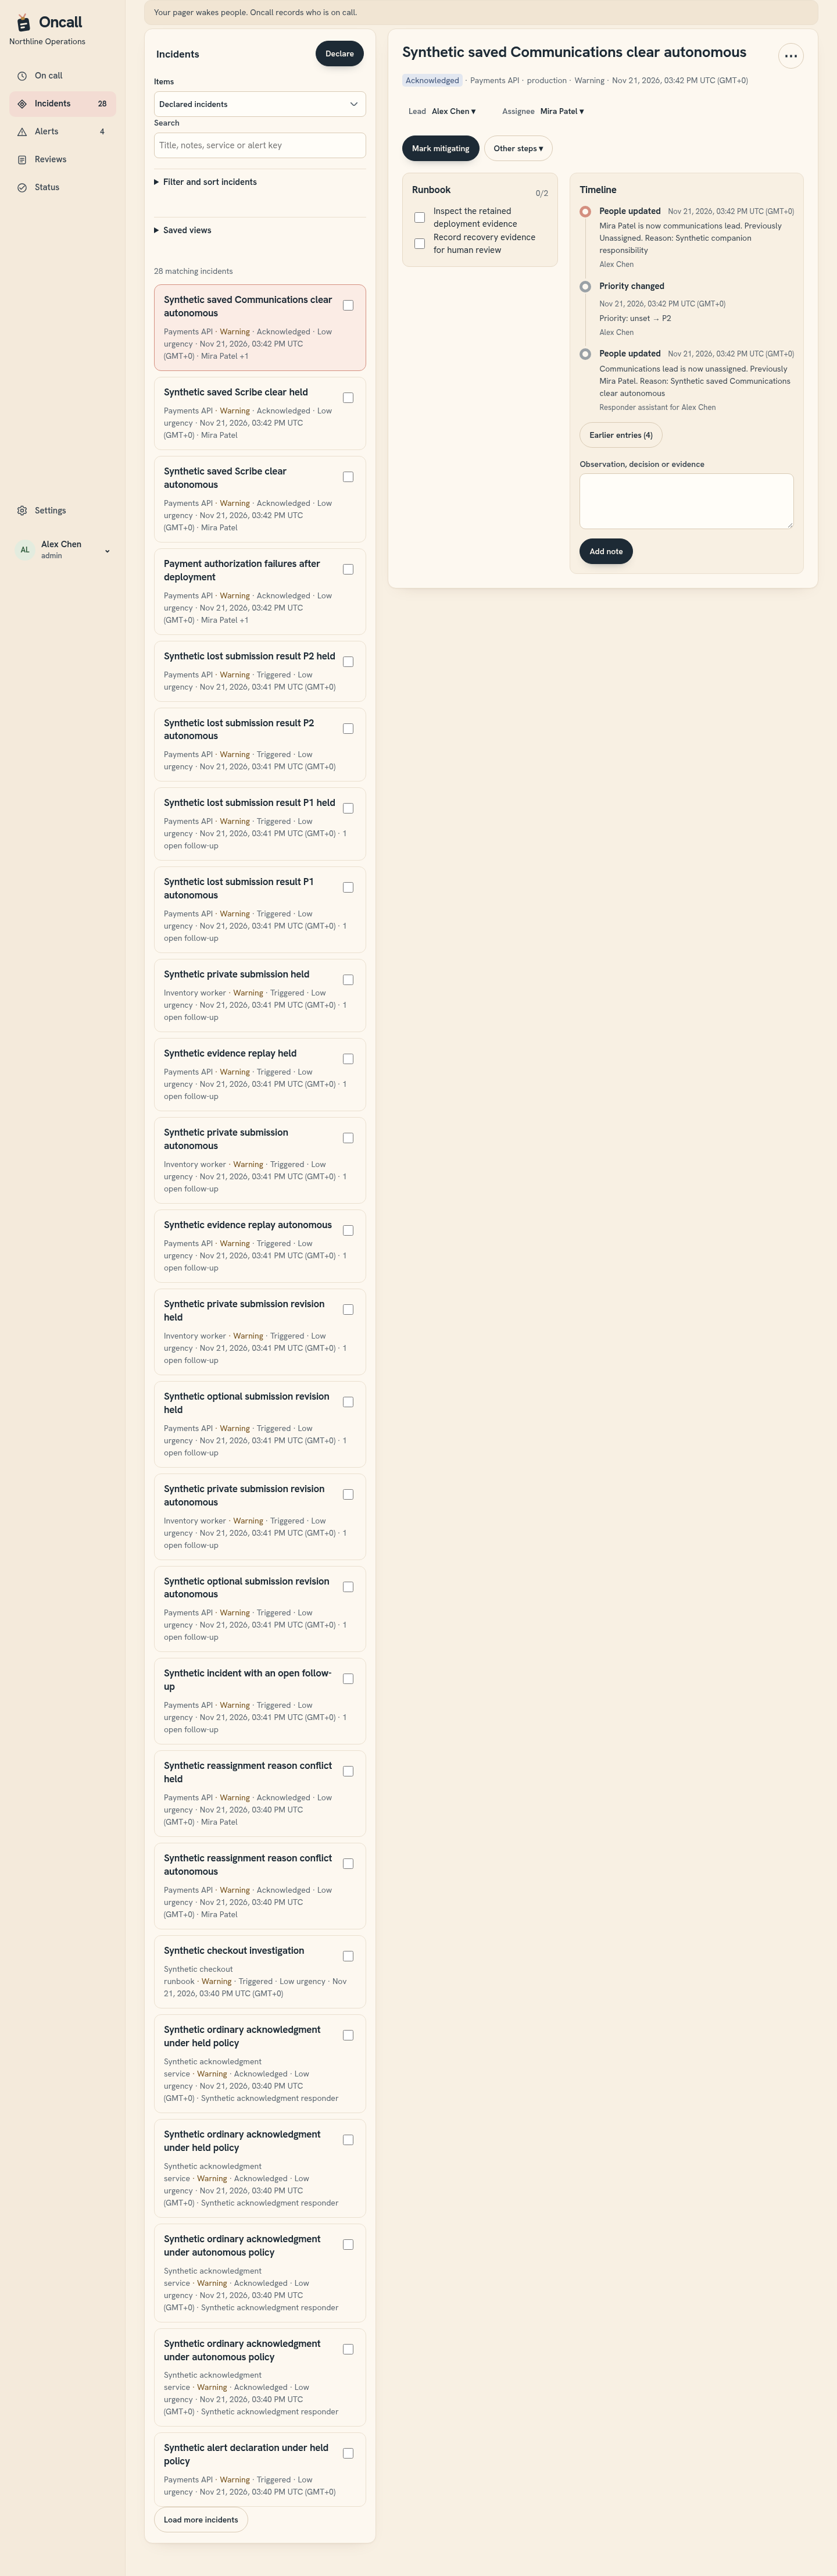 Oncall
Northline Operations
On call
Incidents 28
Alerts 4
Reviews
Status
Settings
AL
Alex Chen
admin
Your pager wakes people. Oncall records who is on call.
Incidents
Declare
Items
Declared incidents
Search
Title, notes, service or alert key
Filter and sort incidents
Saved views
28 matching incidents
Synthetic saved Communications clear
autonomous
Payments API · Warning · Acknowledged · Low
urgency · Nov 21, 2026, 03:42 PM UTC
(GMT+0) · Mira Patel +1
Synthetic saved Scribe clear held
Payments API · Warning · Acknowledged · Low
urgency · Nov 21, 2026, 03:42 PM UTC
(GMT+0) · Mira Patel
Synthetic saved Scribe clear
autonomous
Payments API · Warning · Acknowledged · Low
urgency · Nov 21, 2026, 03:42 PM UTC
(GMT+0) · Mira Patel
Payment authorization failures after
deployment
Payments API · Warning · Acknowledged · Low
urgency · Nov 21, 2026, 03:42 PM UTC
(GMT+0) · Mira Patel +1
Synthetic lost submission result P2 held
Payments API · Warning · Triggered · Low
urgency · Nov 21, 2026, 03:41 PM UTC (GMT+0)
Synthetic lost submission result P2
autonomous
Payments API · Warning · Triggered · Low
urgency · Nov 21, 2026, 03:41 PM UTC (GMT+0)
Synthetic lost submission result P1 held
Payments API · Warning · Triggered · Low
urgency · Nov 21, 2026, 03:41 PM UTC (GMT+0) · 1
open follow-up
Synthetic lost submission result P1
autonomous
Payments API · Warning · Triggered · Low
urgency · Nov 21, 2026, 03:41 PM UTC (GMT+0) · 1
open follow-up
Synthetic private submission held
Inventory worker · Warning · Triggered · Low
urgency · Nov 21, 2026, 03:41 PM UTC (GMT+0) · 1
open follow-up
Synthetic evidence replay held
Payments API · Warning · Triggered · Low
urgency · Nov 21, 2026, 03:41 PM UTC (GMT+0) · 1
open follow-up
Synthetic private submission
autonomous
Inventory worker · Warning · Triggered · Low
urgency · Nov 21, 2026, 03:41 PM UTC (GMT+0) · 1
open follow-up
Synthetic evidence replay autonomous
Payments API · Warning · Triggered · Low
urgency · Nov 21, 2026, 03:41 PM UTC (GMT+0) · 1
open follow-up
Synthetic private submission revision
held
Inventory worker · Warning · Triggered · Low
urgency · Nov 21, 2026, 03:41 PM UTC (GMT+0) · 1
open follow-up
Synthetic optional submission revision
held
Payments API · Warning · Triggered · Low
urgency · Nov 21, 2026, 03:41 PM UTC (GMT+0) · 1
open follow-up
Synthetic private submission revision
autonomous
Inventory worker · Warning · Triggered · Low
urgency · Nov 21, 2026, 03:41 PM UTC (GMT+0) · 1
open follow-up
Synthetic optional submission revision
autonomous
Payments API · Warning · Triggered · Low
urgency · Nov 21, 2026, 03:41 PM UTC (GMT+0) · 1
open follow-up
Synthetic incident with an open follow-
up
Payments API · Warning · Triggered · Low
urgency · Nov 21, 2026, 03:41 PM UTC (GMT+0) · 1
open follow-up
Synthetic reassignment reason conflict
held
Payments API · Warning · Acknowledged · Low
urgency · Nov 21, 2026, 03:40 PM UTC
(GMT+0) · Mira Patel
Synthetic reassignment reason conflict
autonomous
Payments API · Warning · Acknowledged · Low
urgency · Nov 21, 2026, 03:40 PM UTC
(GMT+0) · Mira Patel
Synthetic checkout investigation
Synthetic checkout
runbook · Warning · Triggered · Low urgency · Nov
21, 2026, 03:40 PM UTC (GMT+0)
Synthetic ordinary acknowledgment
under held policy
Synthetic acknowledgment
service · Warning · Acknowledged · Low
urgency · Nov 21, 2026, 03:40 PM UTC
(GMT+0) · Synthetic acknowledgment responder
Synthetic ordinary acknowledgment
under held policy
Synthetic acknowledgment
service · Warning · Acknowledged · Low
urgency · Nov 21, 2026, 03:40 PM UTC
(GMT+0) · Synthetic acknowledgment responder
Synthetic ordinary acknowledgment
under autonomous policy
Synthetic acknowledgment
service · Warning · Acknowledged · Low
urgency · Nov 21, 2026, 03:40 PM UTC
(GMT+0) · Synthetic acknowledgment responder
Synthetic ordinary acknowledgment
under autonomous policy
Synthetic acknowledgment
service · Warning · Acknowledged · Low
urgency · Nov 21, 2026, 03:40 PM UTC
(GMT+0) · Synthetic acknowledgment responder
Synthetic alert declaration under held
policy
Payments API · Warning · Triggered · Low
urgency · Nov 21, 2026, 03:40 PM UTC (GMT+0)
Load more incidents
Synthetic saved Communications clear autonomous
Acknowledged · Payments API · production · Warning · Nov 21, 2026, 03:42 PM UTC (GMT+0)
Lead Alex Chen ▾ Assignee Mira Patel ▾
Mark mitigating
Other steps ▾
Runbook 0/2
Inspect the retained
deployment evidence
Record recovery evidence
for human review
Timeline
People updated Nov 21, 2026, 03:42 PM UTC (GMT+0)
Mira Patel is now communications lead. Previously
Unassigned. Reason: Synthetic companion
responsibility
Alex Chen
Priority changed
Nov 21, 2026, 03:42 PM UTC (GMT+0)
Priority: unset → P2
Alex Chen
People updated Nov 21, 2026, 03:42 PM UTC (GMT+0)
Communications lead is now unassigned. Previously
Mira Patel. Reason: Synthetic saved Communications
clear autonomous
Responder assistant for Alex Chen
Earlier entries (4)
Observation, decision or evidence
Add note